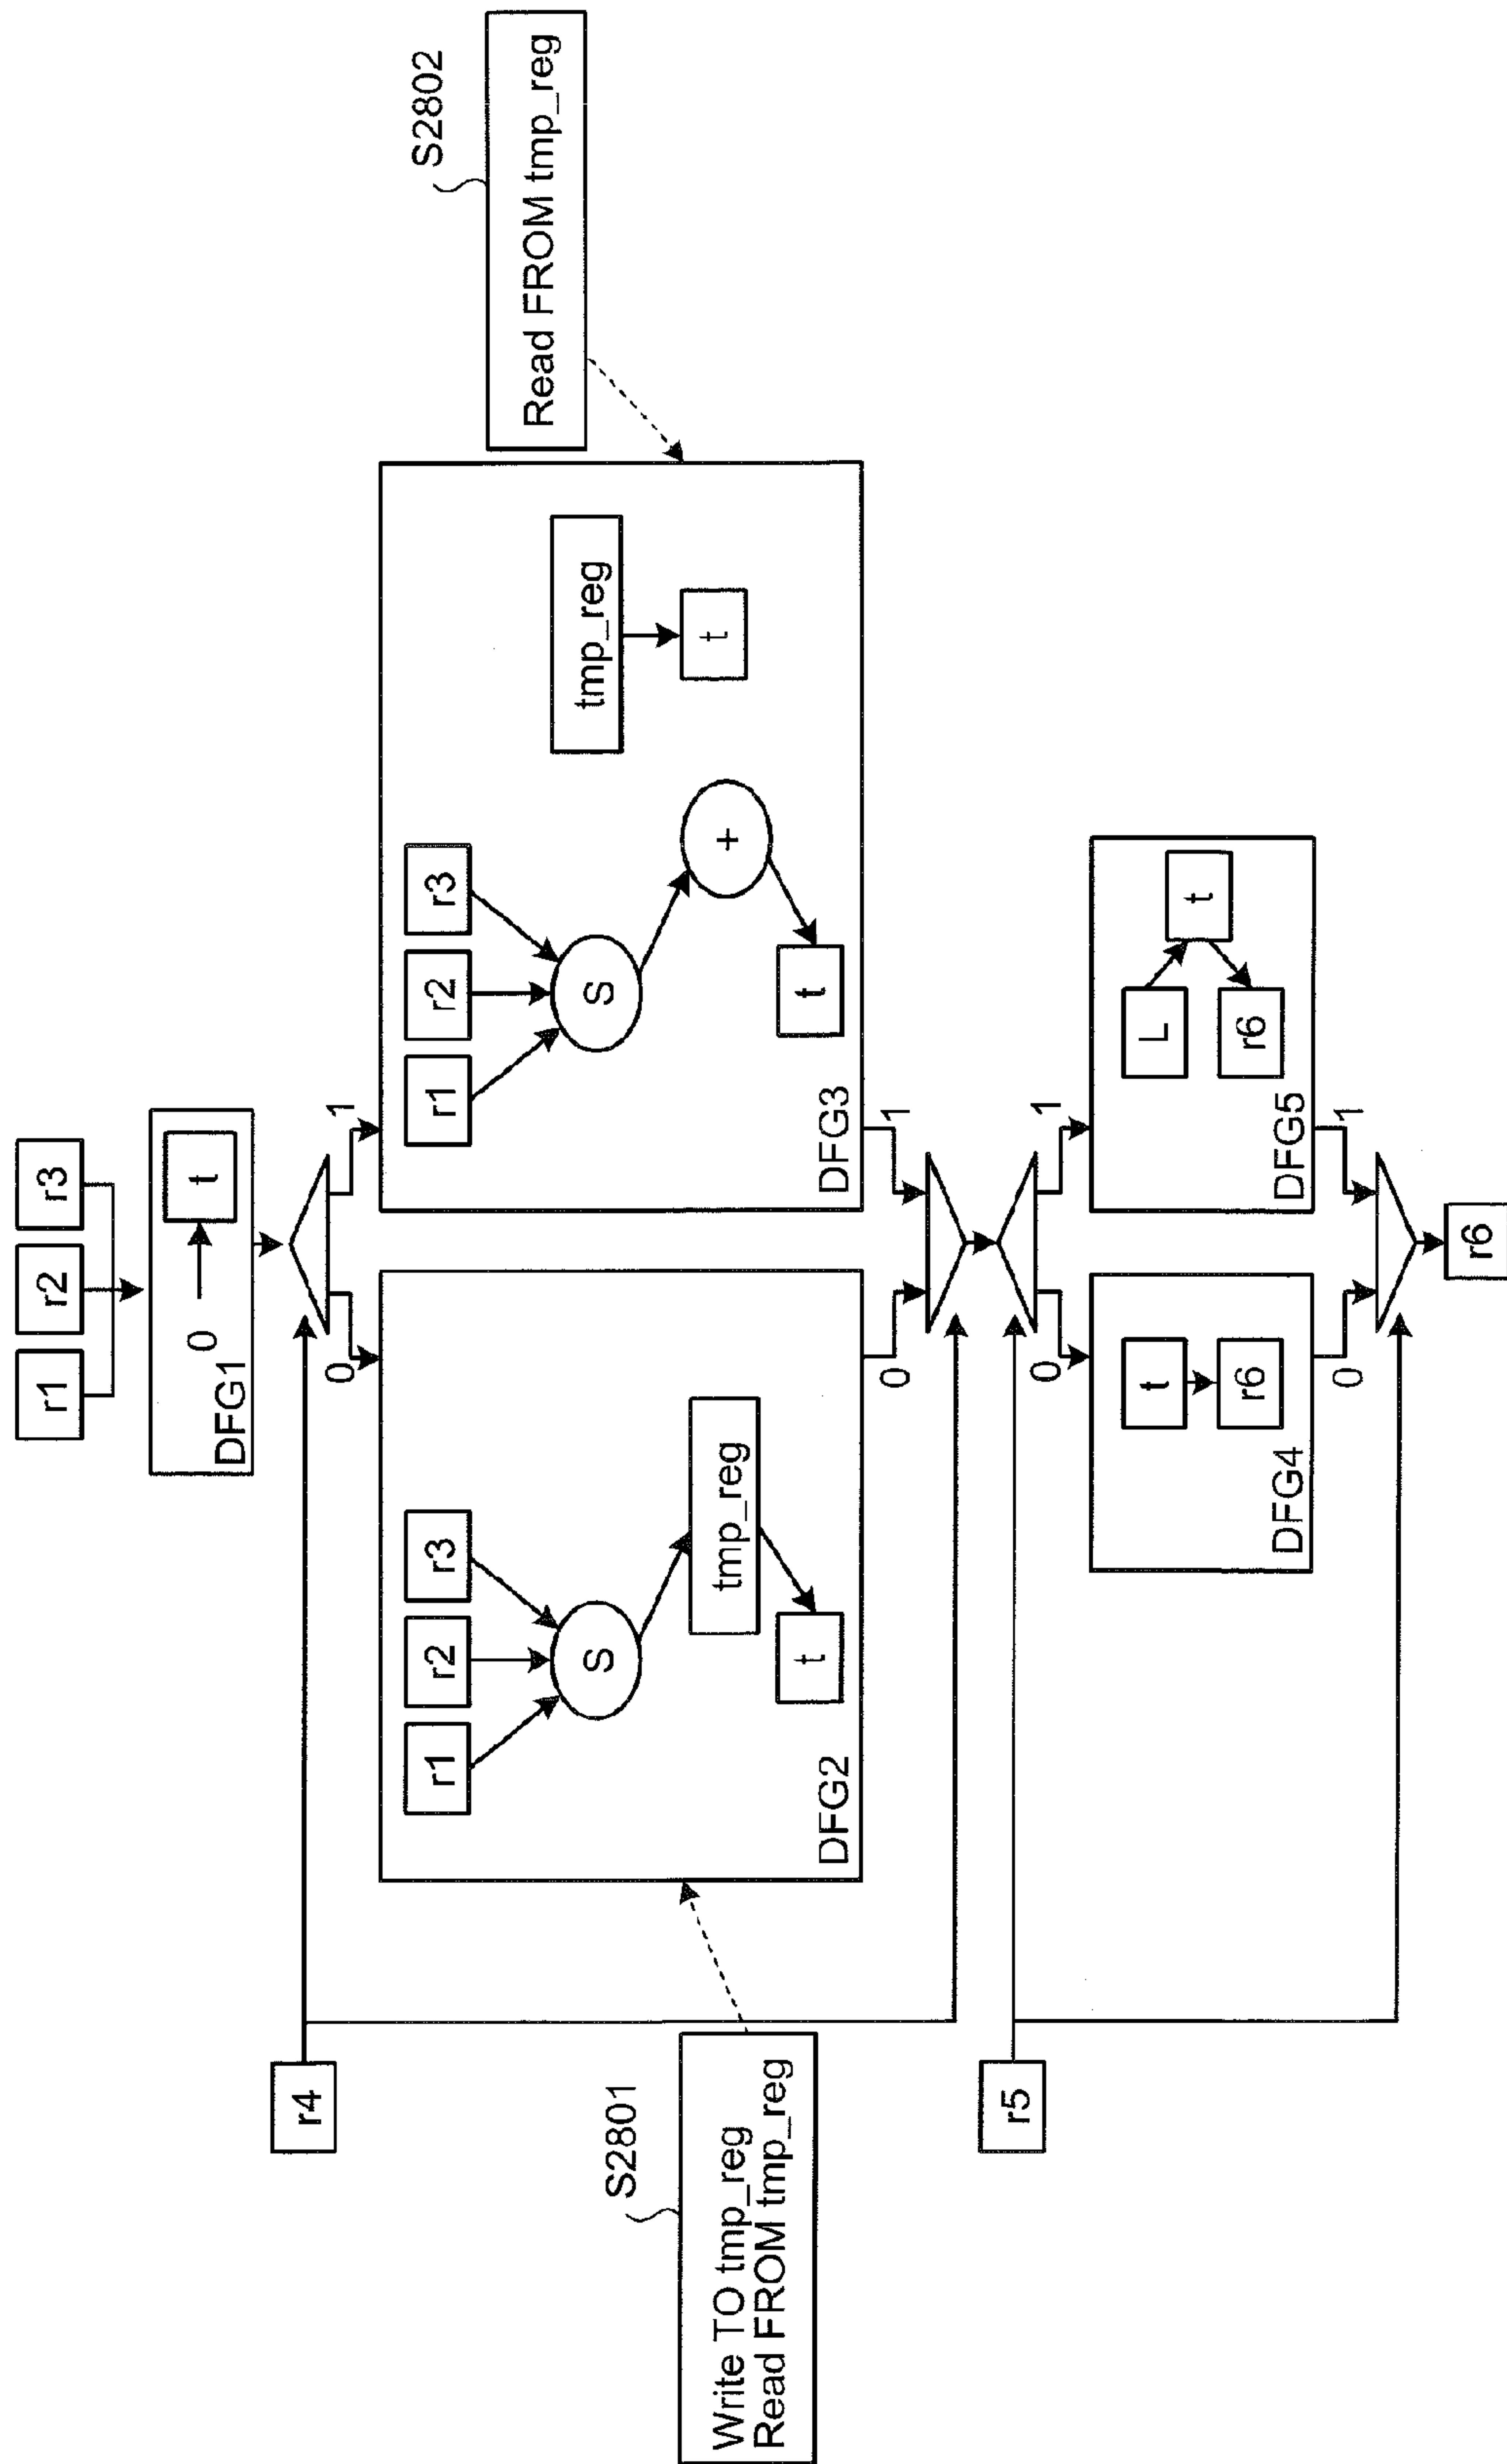 r1
r2
r3
0
t
DFG1
r4
0
1
S2801
Write TO tmp_reg
Read FROM tmp_reg
r1
r2
r3
S
tmp_reg
t
DFG2
S2802
Read FROM tmp_reg
r1
r2
r3
S
+
t
tmp_reg
t
DFG3
0
1
r5
0
1
t
r6
DFG4
L
t
r6
DFG5
0
1
r6